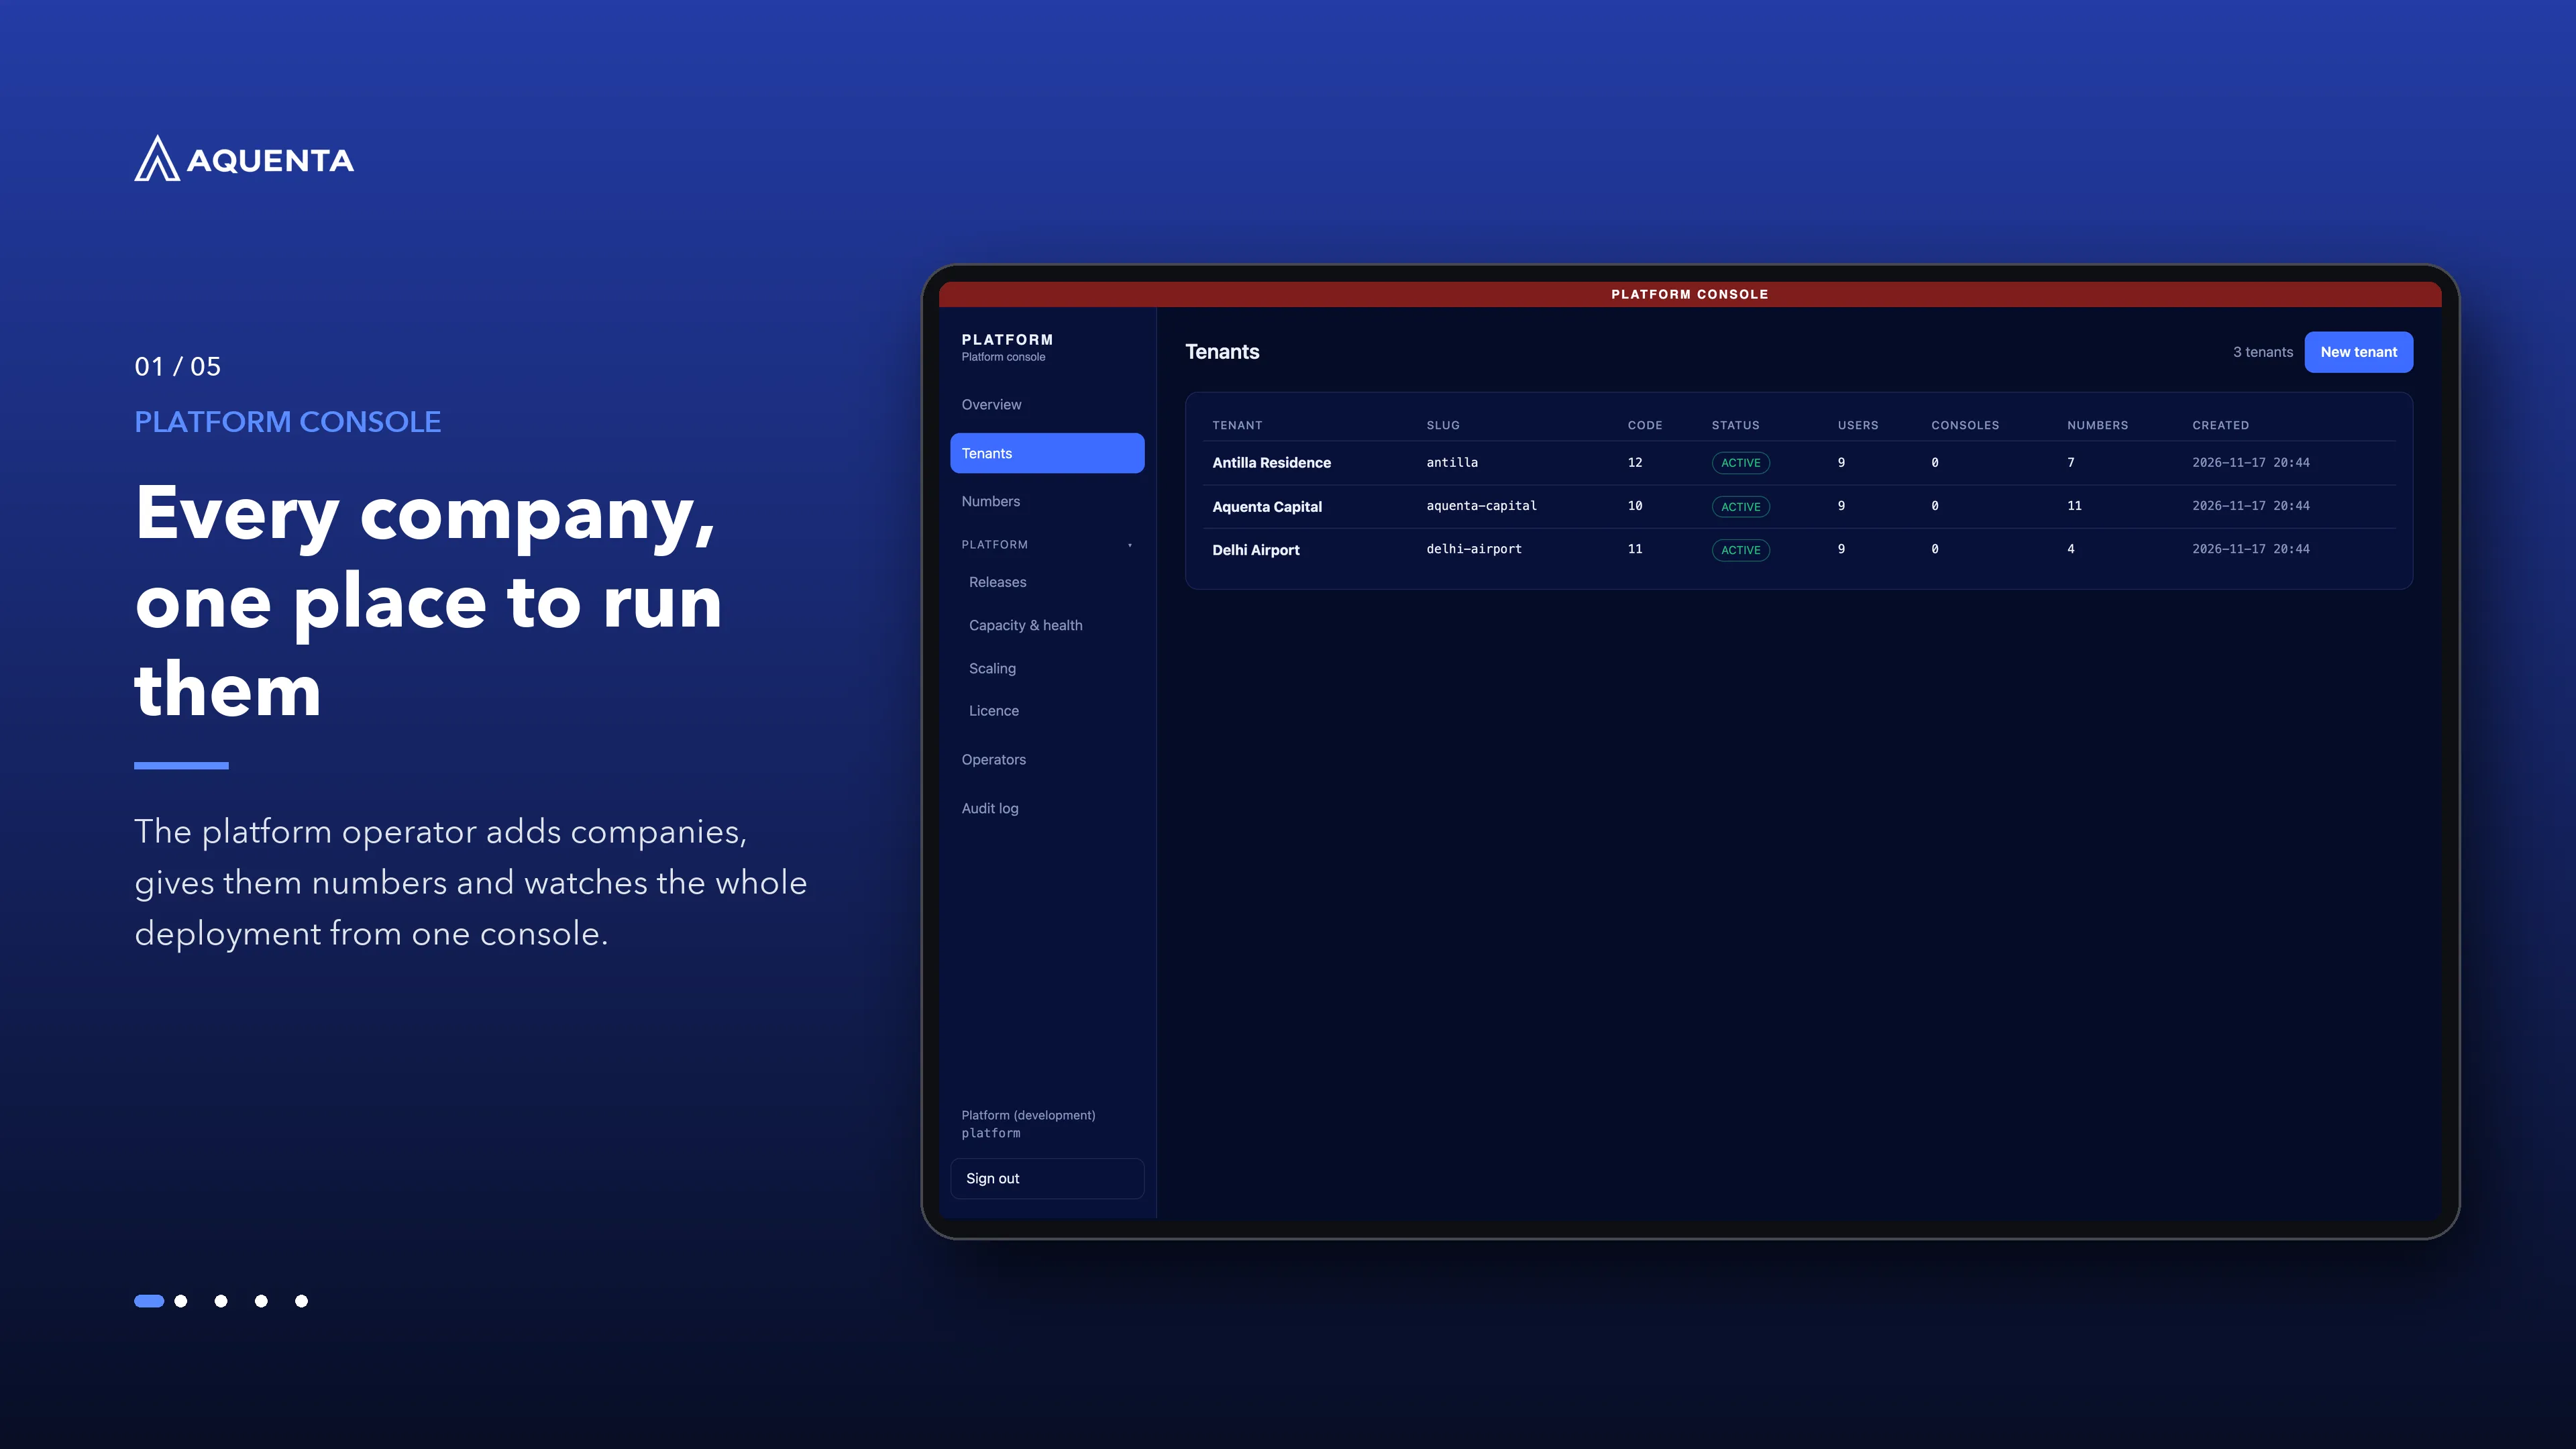 AQUENTA
01 / 05
PLATFORM CONSOLE
Every company,
one place to run
them
The platform operator adds companies,
gives them numbers and watches the whole
deployment from one console.
PLATFORM CONSOLE
PLATFORM
Platform console
Overview
Tenants
Numbers
PLATFORM
Releases
Capacity & health
Scaling
Licence
Operators
Audit log
Platform (development)
platform
Sign out
Tenants
3 tenants New tenant
TENANT SLUG CODE STATUS USERS CONSOLES NUMBERS CREATED
Antilla Residence antilla 12 ACTIVE 9 0 7 2026-11-17 20:44
Aquenta Capital aquenta-capital 10 ACTIVE 9 0 11 2026-11-17 20:44
Delhi Airport delhi-airport 11 ACTIVE 9 0 4 2026-11-17 20:44